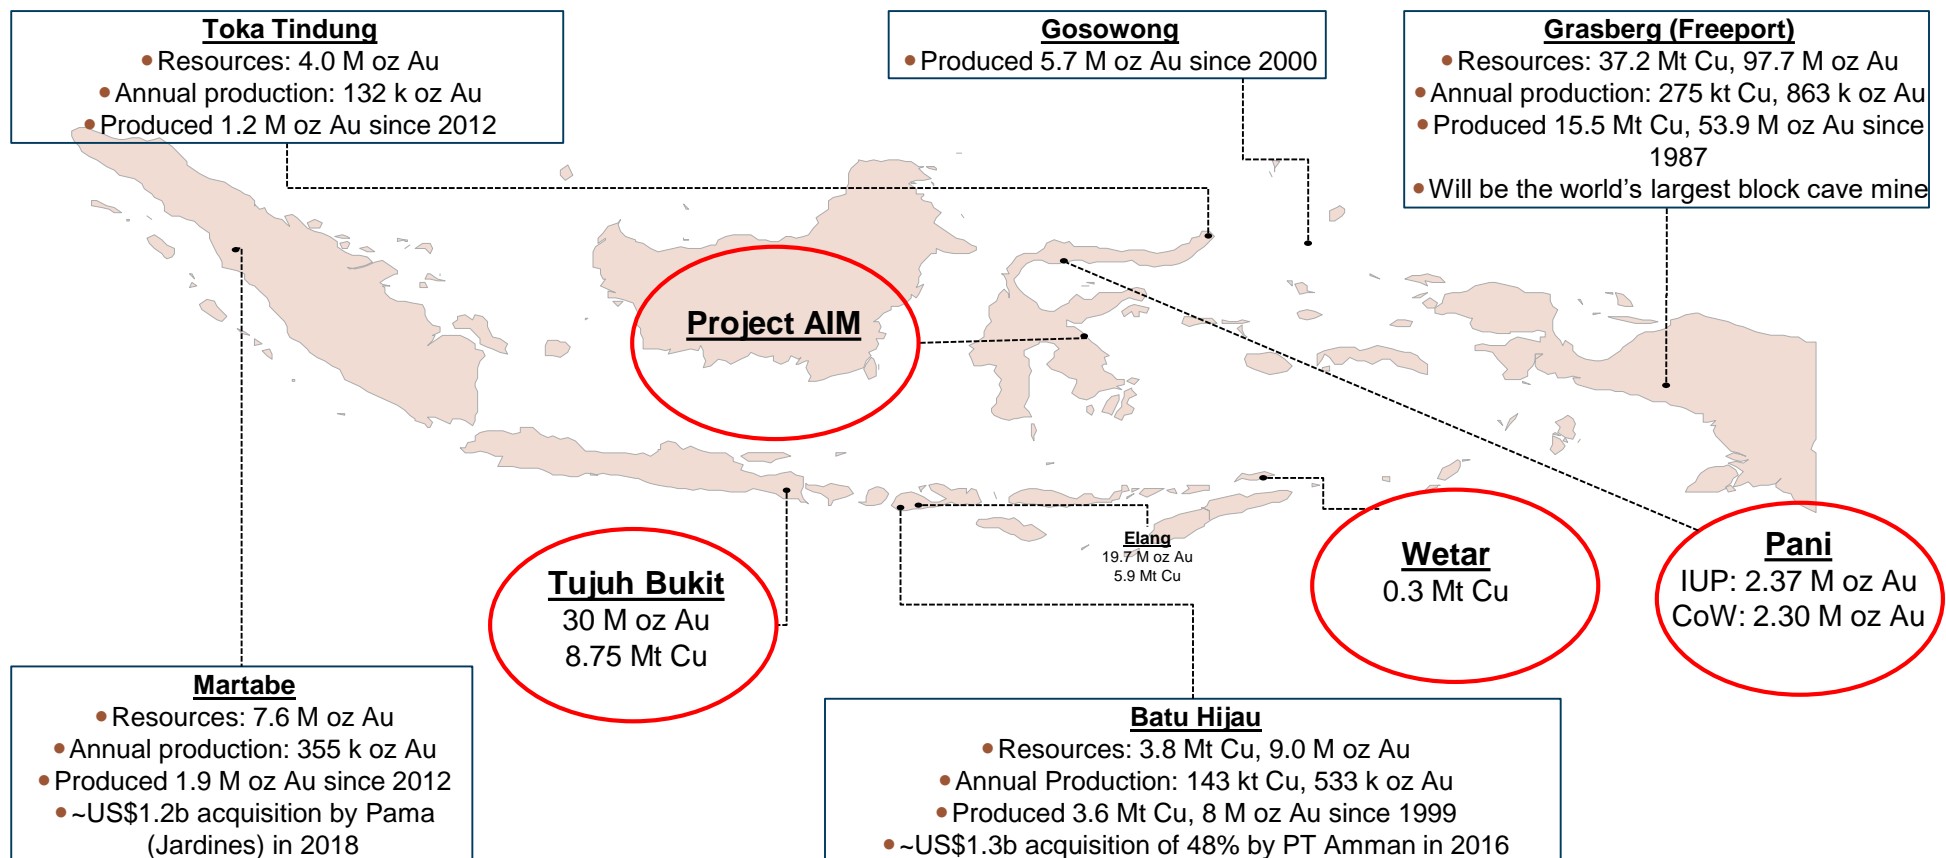 Toka Tindung
• Resources: 4.0 M oz Au
• Annual production: 132 k oz Au
• Produced 1.2 M oz Au since 2012
Gosowong
• Produced 5.7 M oz Au since 2000
Grasberg (Freeport)
• Resources: 37.2 Mt Cu, 97.7 M oz Au
• Annual production: 275 kt Cu, 863 k oz Au
• Produced 15.5 Mt Cu, 53.9 M oz Au since
1987
• Will be the world’s largest block cave mine
Project AIM
Tujuh Bukit
30 M oz Au
8.75 Mt Cu
Elang
19.7 M oz Au
5.9 Mt Cu
Wetar
0.3 Mt Cu
Pani
IUP: 2.37 M oz Au
CoW: 2.30 M oz Au
Martabe
• Resources: 7.6 M oz Au
• Annual production: 355 k oz Au
• Produced 1.9 M oz Au since 2012
• ~US$1.2b acquisition by Pama
(Jardines) in 2018
Batu Hijau
• Resources: 3.8 Mt Cu, 9.0 M oz Au
• Annual Production: 143 kt Cu, 533 k oz Au
• Produced 3.6 Mt Cu, 8 M oz Au since 1999
• ~US$1.3b acquisition of 48% by PT Amman in 2016